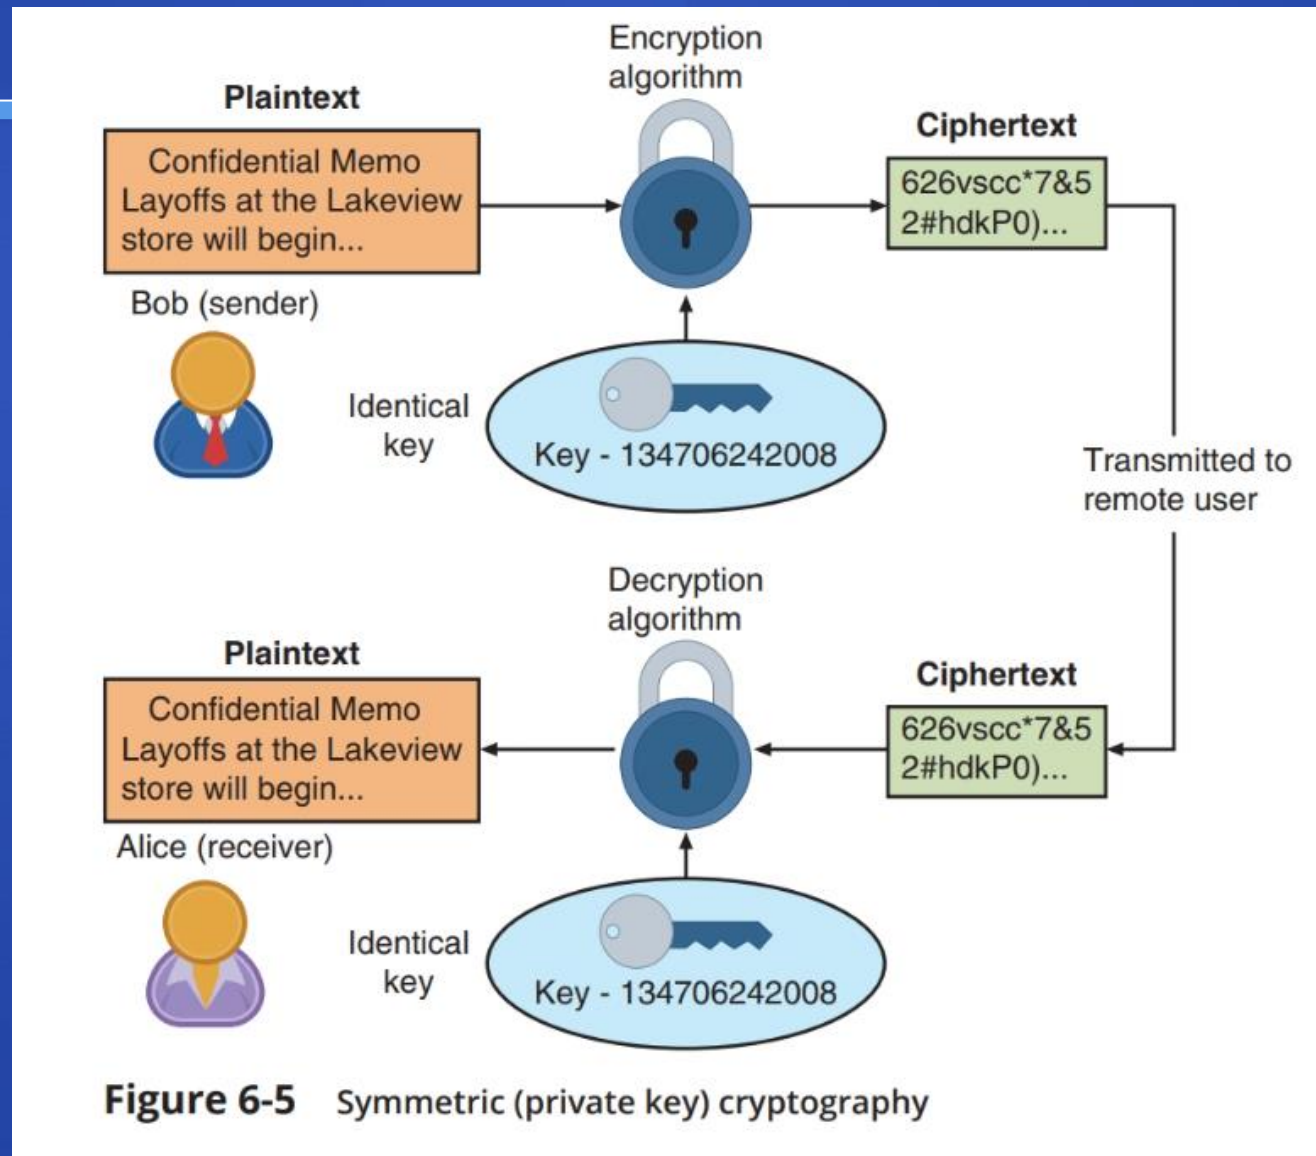 Encryption
algorithm
Plaintext
Ciphertext
Confidential Memo
Layoffs at the Lakeview
store will begin...
626vscc*7&5
2#hdkP0)...
Bob (sender)
Identical
key
Key - 134706242008
Transmitted to
remote user
Decryption
algorithm
Plaintext
Ciphertext
Confidential Memo
Layoffs at the Lakeview
store will begin...
626vscc*7&5
2#hdkP0)...
Alice (receiver)
Identical
key
Key - 134706242008
Figure 6-5 Symmetric (private key) cryptography